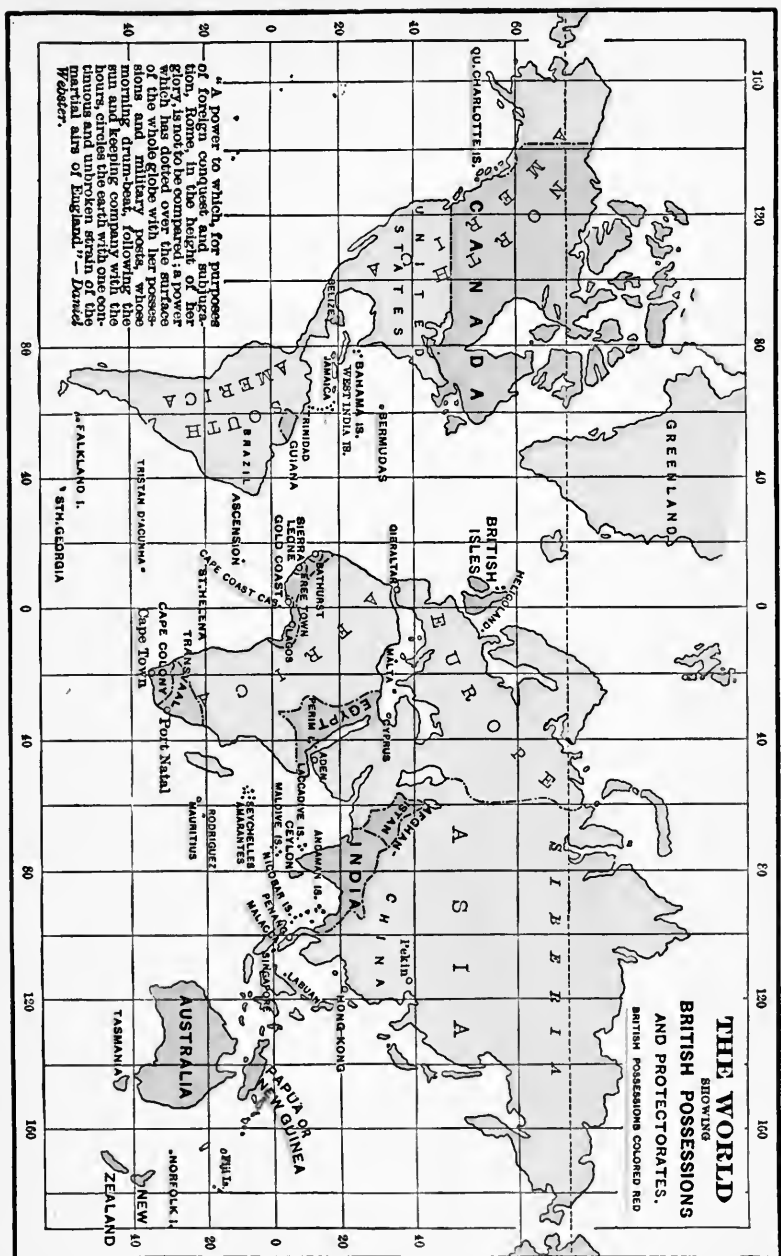 THE WORLD
SHOWING
BRITISH POSSESSIONS
AND PROTECTORATES.
BRITISH POSSESSIONS COLORED RED
160
120
80
40
0
40
80
120
160
60
40
20
0
20
40
60
QU. CHARLOTTE IS.
NORTH
AMERICA
CANADA
UNITED
STATES
GREENLAND
BELIZE
BAHAMA IS.
WEST INDIA IS.
JAMAICA
BERMUDAS
TRINIDAD
GUIANA
SOUTH
AMERICA
BRAZIL
FALKLAND I.
STH. GEORGIA
TRISTAN D'ACUNHA
ASCENSION
ST. HELENA
BRITISH
ISLES
HELIGOLAND
EUROPE
GIBRALTAR
MALTA
CYPRUS
BATHURST
SIERRA
LEONE
FREE TOWN
GOLD COAST
CAPE COAST CAS.
LAGOS
AFRICA
EGYPT
PERIM I.
ADEN
TRANSVAAL
CAPE COLONY
Port Natal
Cape Town
ASIA
SIBERIA
AFGHAN-
ISTAN
CHINA
Pekin
INDIA
LACCADIVE IS.
MALDIVE IS.
CEYLON
ANDAMAN IS.
NICOBAR IS.
PENANG
MALACCA
SINGAPORE
LABUAN
HONG KONG
SEYCHELLES
AMARANTES
RODRIGUEZ
MAURITIUS
AUSTRALIA
TASMANIA
PAPUA OR
NEW GUINEA
Fiji Is.
NORFOLK I.
NEW
ZEALAND
"A power to which, for purposes
of foreign conquest and subjuga-
tion, Rome, in the height of her
glory, is not to be compared; a power
which has dotted over the surface
of the whole globe with her posses-
sions and military posts, whose
morning drum-beat, following the
sun and keeping company with the
hours, circles the earth with one con-
tinuous and unbroken strain of the
martial airs of England."—Daniel
Webster.